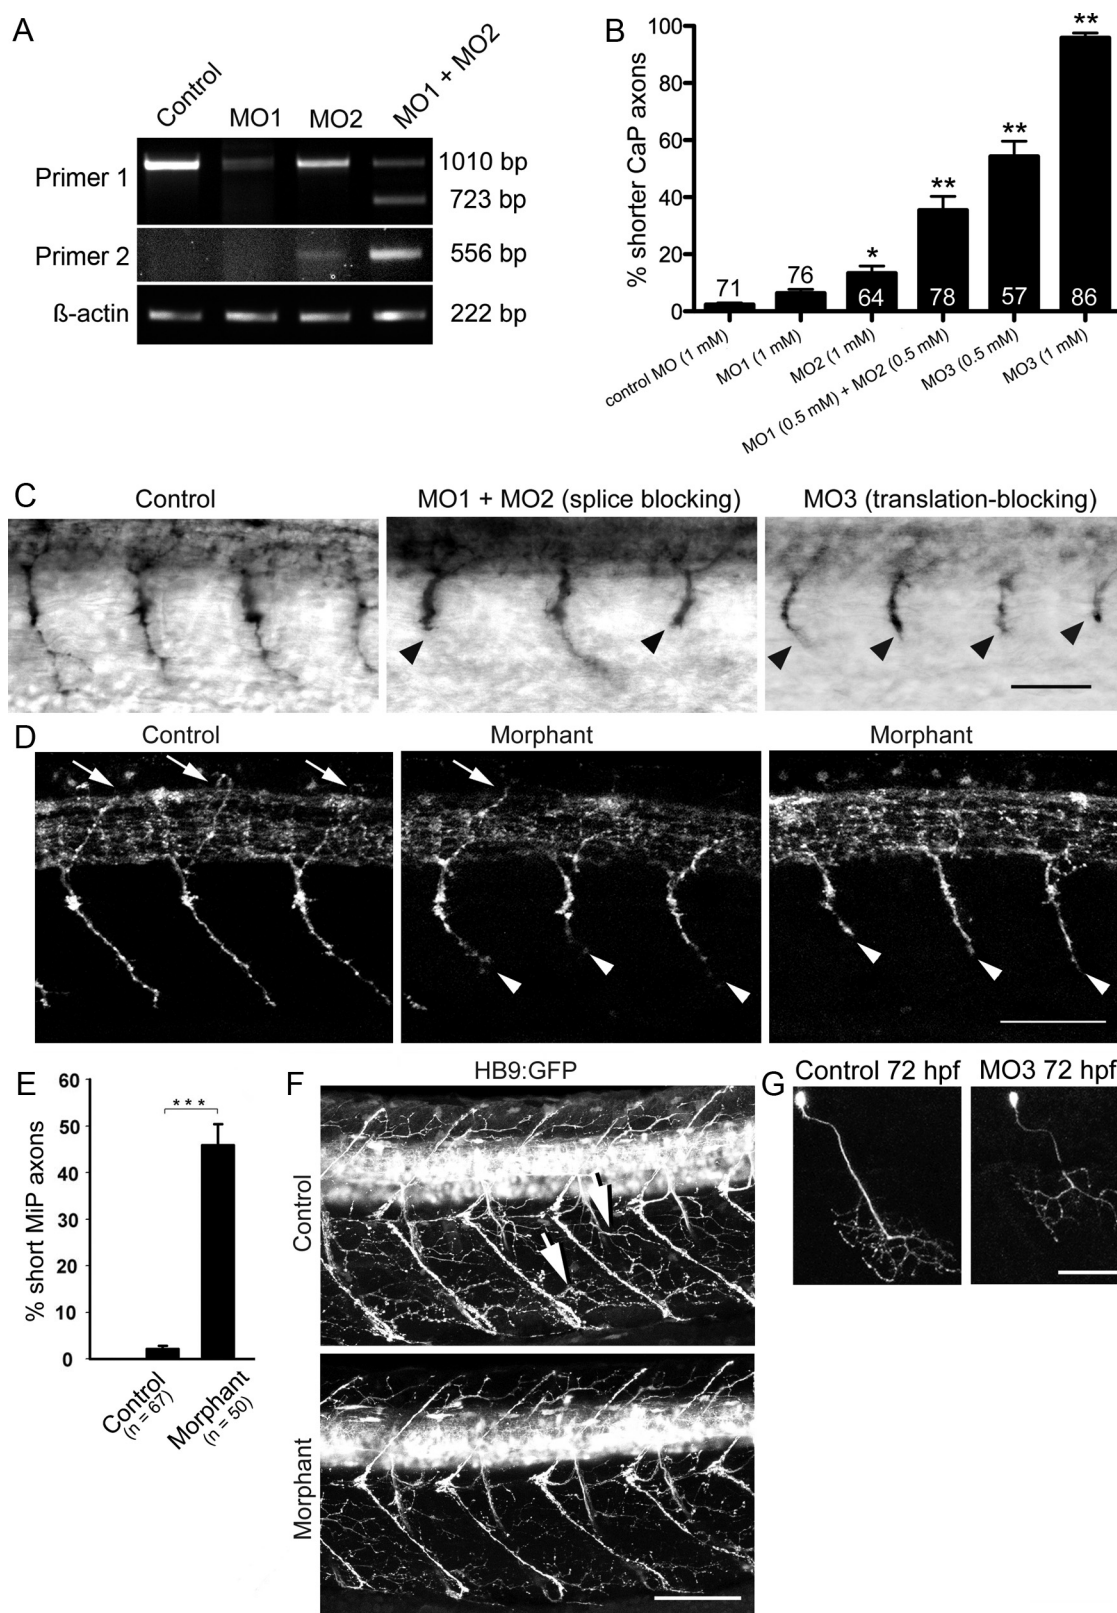 A
Control
MO1
MO2
MO1 + MO2
Primer 1
1010 bp
723 bp
Primer 2
556 bp
ß-actin
222 bp
B
% shorter CaP axons
100
80
60
40
20
0
71
76
*
64
**
78
**
57
**
86
control MO (1 mM)
MO1 (1 mM)
MO2 (1 mM)
MO1 (0.5 mM) + MO2 (0.5 mM)
MO3 (0.5 mM)
MO3 (1 mM)
C
Control
MO1 + MO2 (splice blocking)
MO3 (translation-blocking)
D
Control
Morphant
Morphant
E
% short MiP axons
60
50
40
30
20
10
0
***
Control
(n = 67)
Morphant
(n = 50)
F
HB9:GFP
Control
Morphant
G
Control 72 hpf
MO3 72 hpf